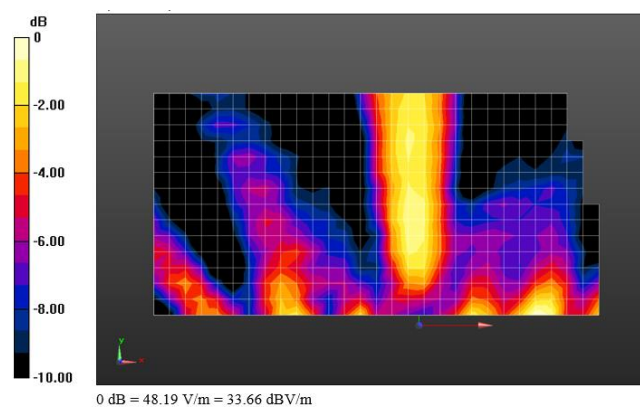 dB
0
-2.00
-4.00
-6.00
-8.00
-10.00
y
x
0 dB = 48.19 V/m = 33.66 dBV/m